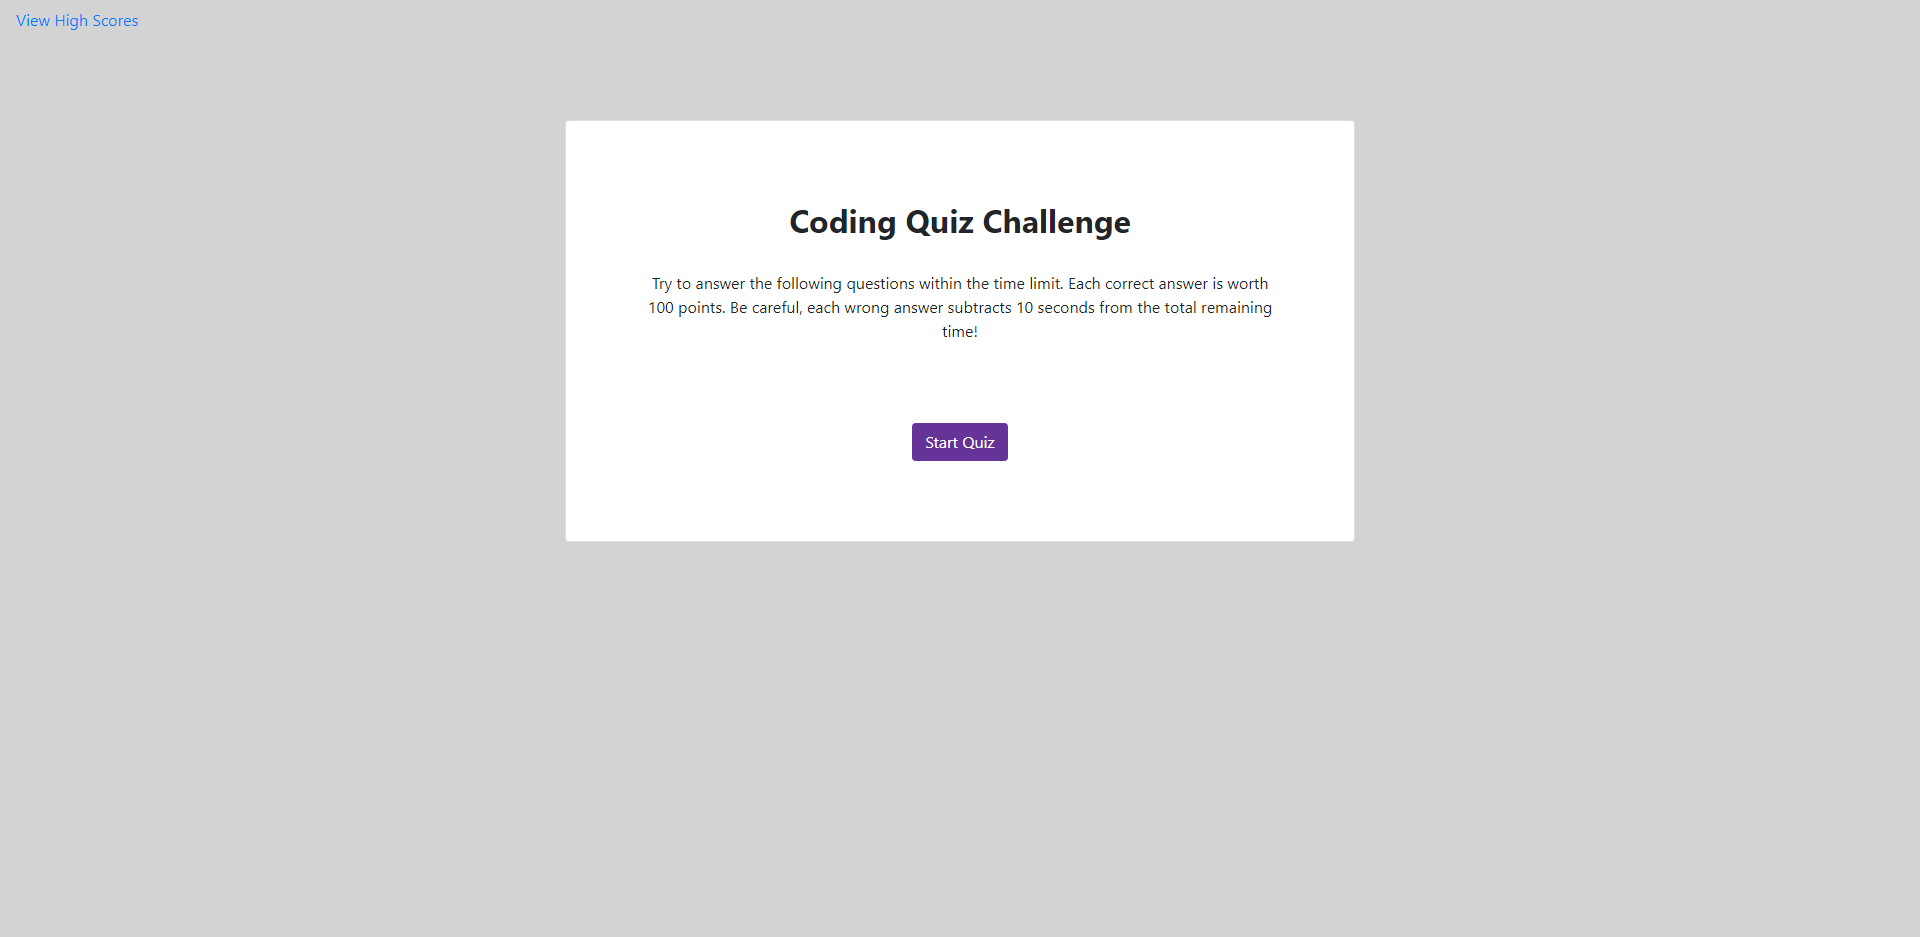 View High Scores
Coding Quiz Challenge
Try to answer the following questions within the time limit. Each correct answer is worth
100 points. Be careful, each wrong answer subtracts 10 seconds from the total remaining
time!
Start Quiz